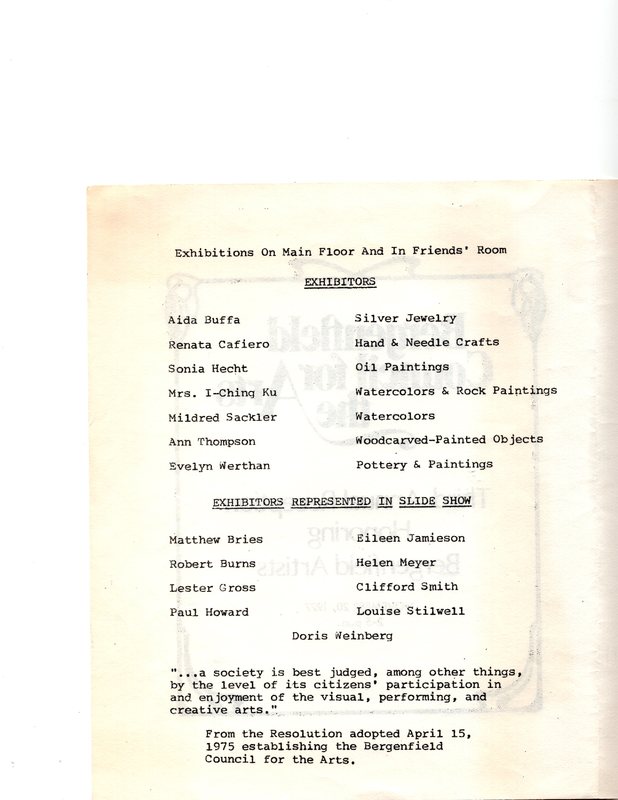 Exhibitions On Main Floor And In Friends' Room
EXHIBITORS
Aida Buffa Silver Jewelry
Renata Cafiero Hand & Needle Crafts
Sonia Hecht Oil Paintings
Mrs. I-Ching Ku Watercolors & Rock Paintings
Mildred Sackler Watercolors
Ann Thompson Woodcarved-Painted Objects
Evelyn Werthan Pottery & Paintings
EXHIBITORS REPRESENTED IN SLIDE SHOW
Matthew Bries Eileen Jamieson
Robert Burns Helen Meyer
Lester Gross Clifford Smith
Paul Howard Louise Stilwell
Doris Weinberg
"...a society is best judged, among other things,
by the level of its citizens' participation in
and enjoyment of the visual, performing, and
creative arts."
From the Resolution adopted April 15,
1975 establishing the Bergenfield
Council for the Arts.